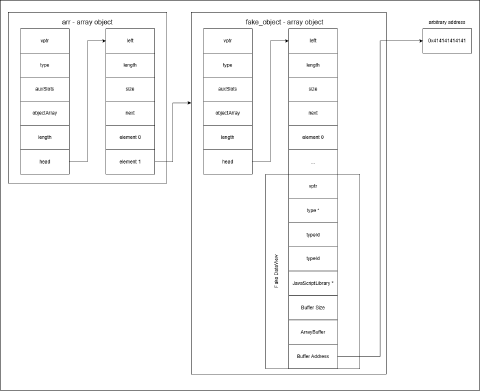 arr - array object
vptr
type
auxSlots
objectArray
length
head
left
length
size
next
element 0
element 1
fake_object - array object
vptr
type
auxSlots
objectArray
length
head
left
length
size
next
element 0
...
Fake DataView
vptr
type *
typeId
typeId
JavaScriptLibrary *
Buffer Size
ArrayBuffer
Buffer Address
arbitrary address
0x414141414141